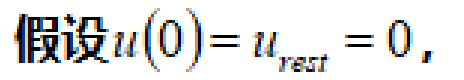 假设u(0)= u_rest = 0,